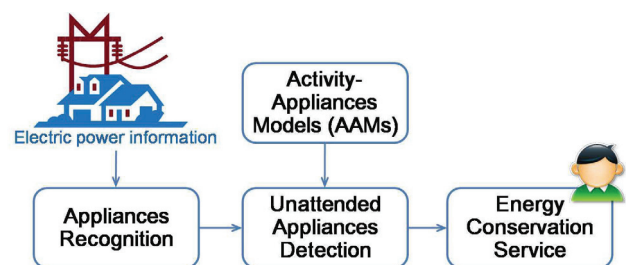 Electric power information
Activity-
Appliances
Models (AAMs)
Appliances
Recognition
Unattended
Appliances
Detection
Energy
Conservation
Service